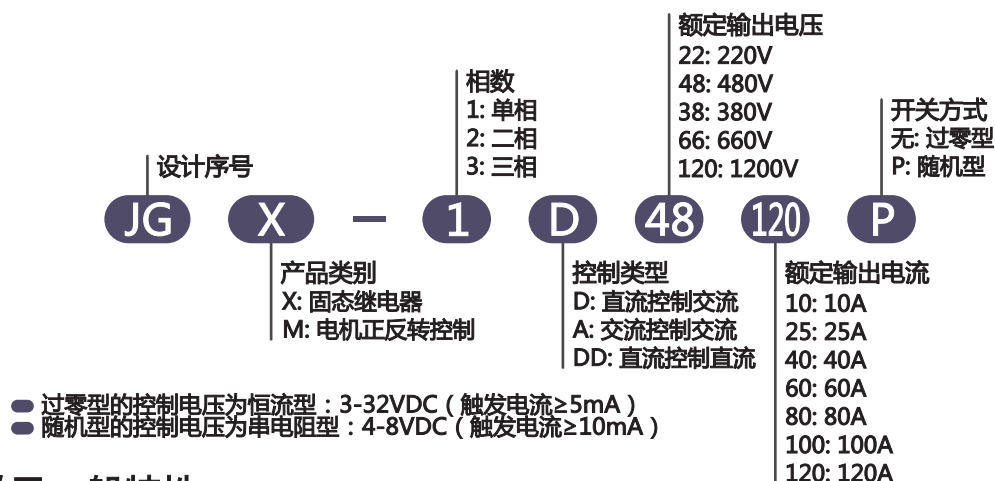 额定输出电压
22: 220V
48: 480V
38: 380V
66: 660V
120: 1200V
相数
1: 单相
2: 二相
3: 三相
开关方式
无: 过零型
P: 随机型
设计序号
JG X - 1 D 48 120 P
产品类别
X: 固态继电器
M: 电机正反转控制
控制类型
D: 直流控制交流
A: 交流控制交流
DD: 直流控制直流
额定输出电流
10: 10A
25: 25A
40: 40A
60: 60A
80: 80A
100: 100A
120: 120A
过零型的控制电压为恒流型：3-32VDC（触发电流≥5mA）
随机型的控制电压为串电阻型：4-8VDC（触发电流≥10mA）